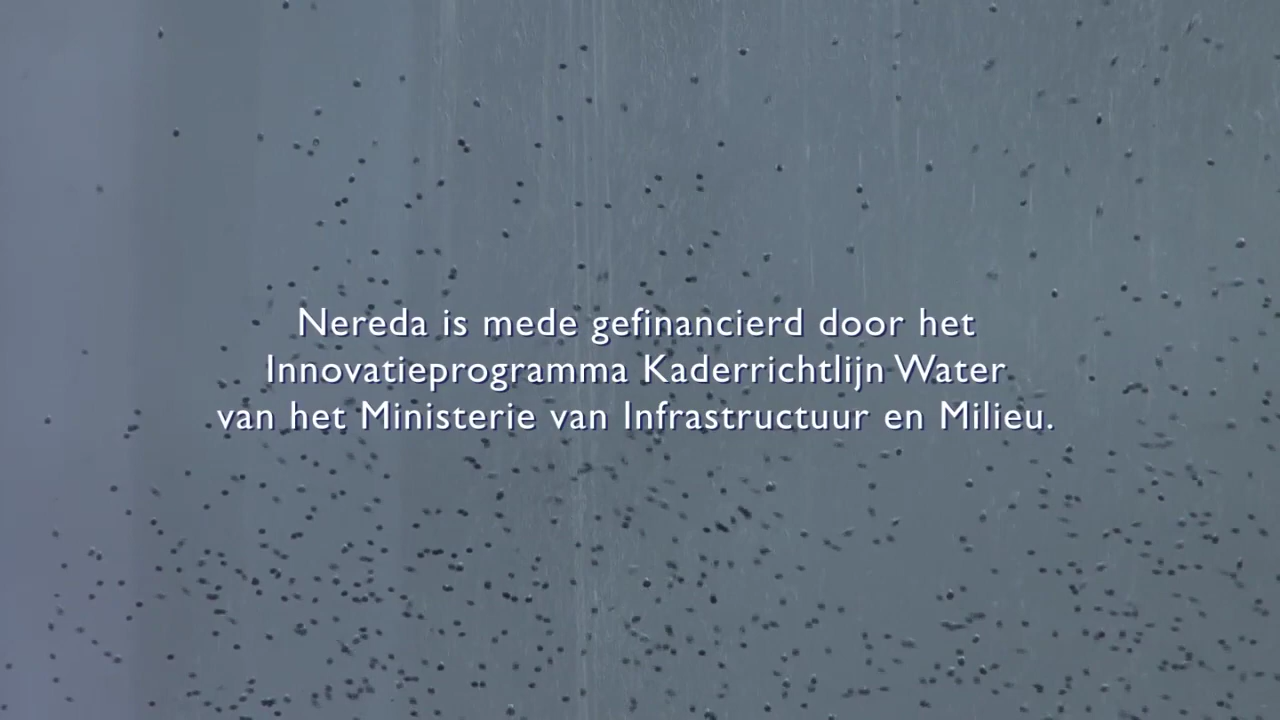 Nereda is mede gefinancierd door het
Innovatieprogramma Kaderrichtlijn Water
van het Ministerie van Infrastructuur en Milieu.